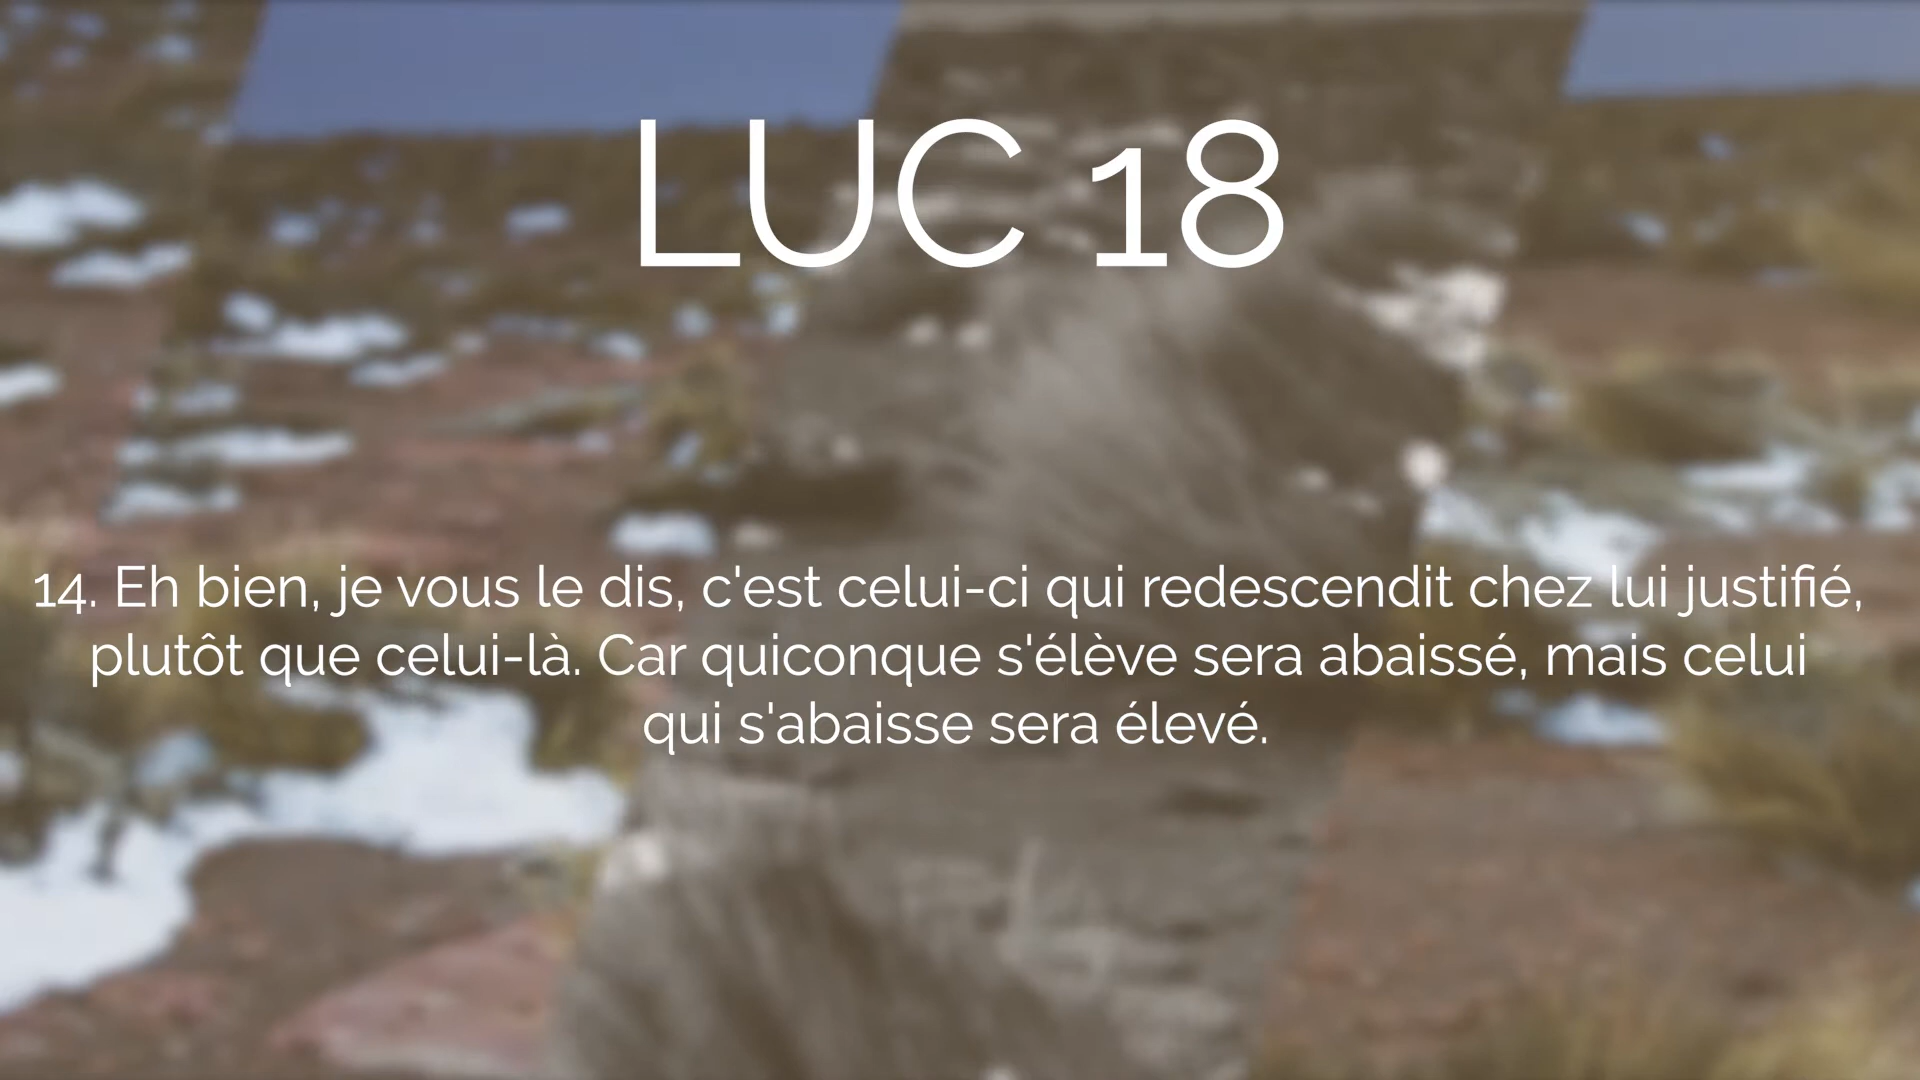 LUC 18
14. Eh bien, je vous le dis, c'est celui-ci qui redescendit chez lui justifié,
plutôt que celui-là. Car quiconque s'élève sera abaissé, mais celui
qui s'abaisse sera élevé.